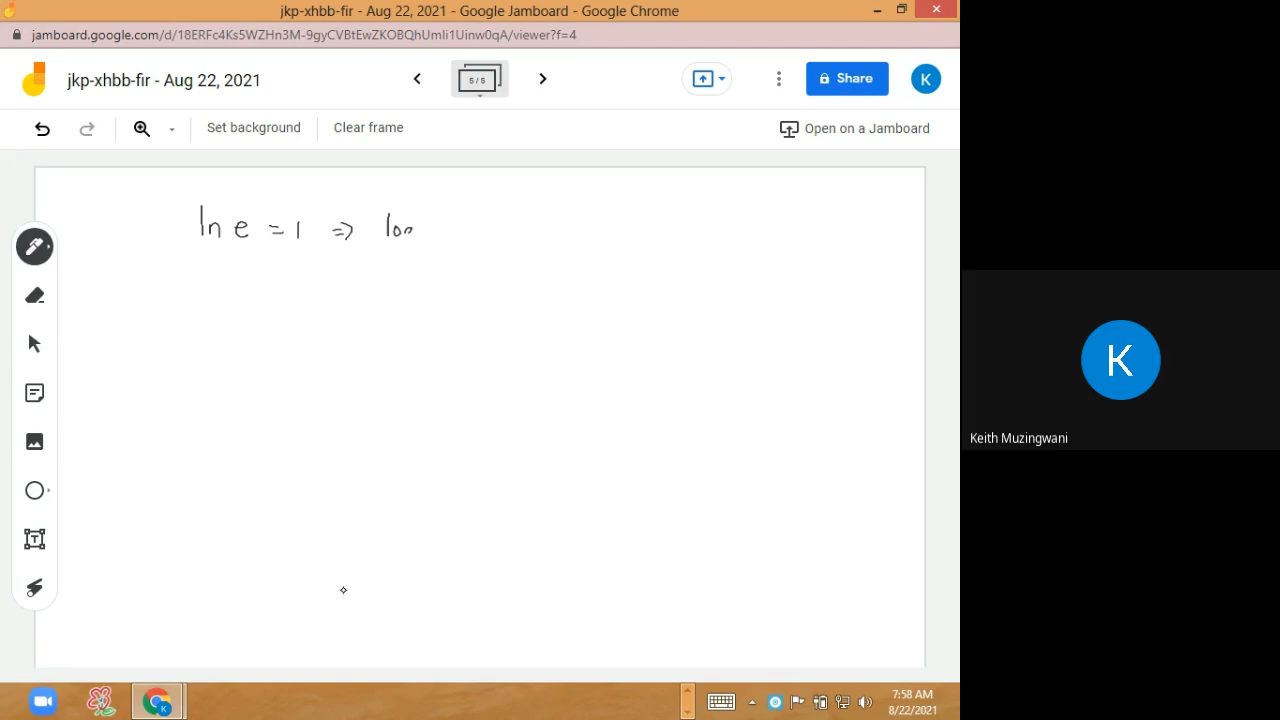 jkp-xhbb-fir - Aug 22, 2021 - Google Jamboard - Google Chrome
jamboard.google.com/d/18ERFc4Ks5WZHn3M-9gyCVBtEwZKOBQhUmIi1Uinw0qA/viewer?f=4
jkp-xhbb-fir - Aug 22, 2021
5 / 5
Share
K
Set background
Clear frame
Open on a Jamboard
ln e = 1 ⇒
K
Keith Muzingwani
7:58 AM
8/22/2021